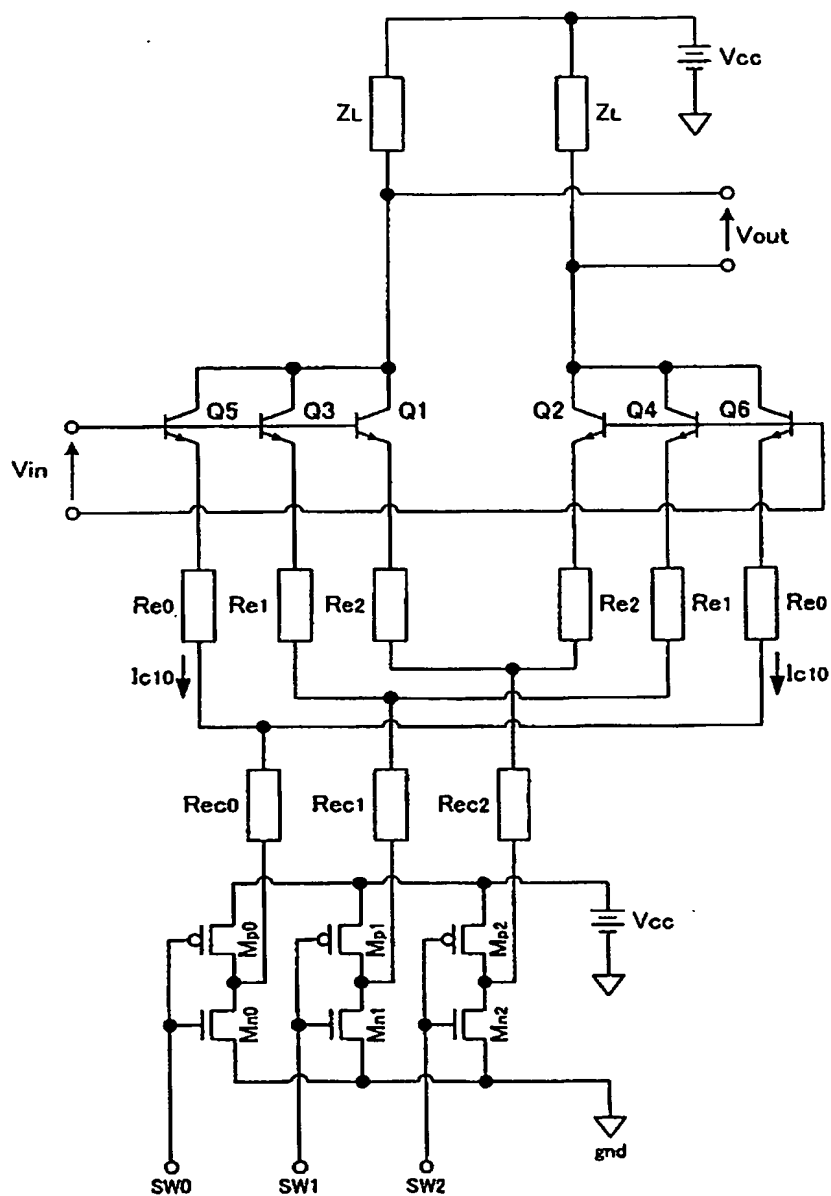 Vcc
ZL ZL
Vout
Q5 Q3 Q1 Q2 Q4 Q6
Vin
Re0 Re1 Re2 Re2 Re1 Re0
Ic10 Ic10
Rec0 Rec1 Rec2
Mp0 Mp1 Mp2 Vcc
Mn0 Mn1 Mn2
gnd
SW0 SW1 SW2